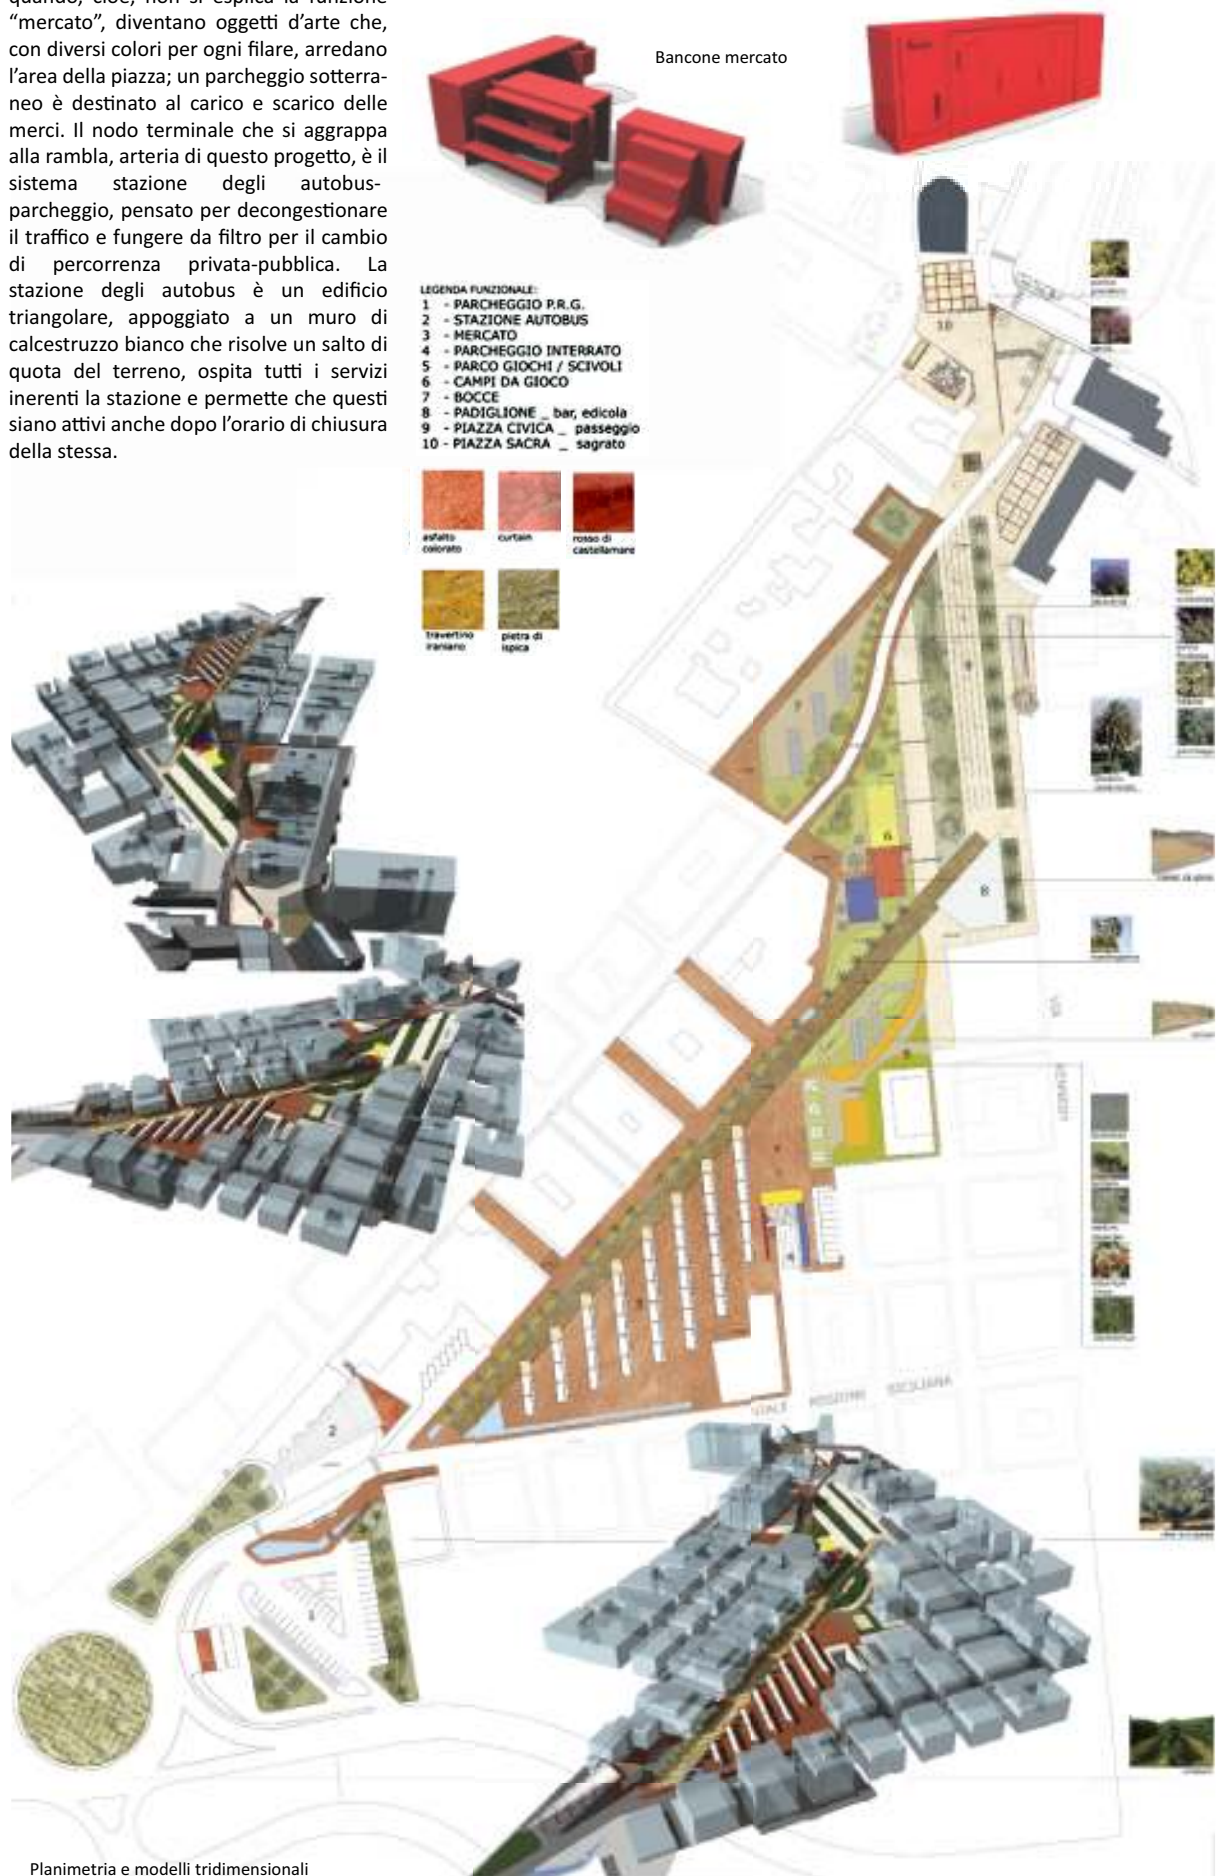 quando, cioè, non si esplica la funzione
“mercato”, diventano oggetti d’arte che,
con diversi colori per ogni filare, arredano
l’area della piazza; un parcheggio sotterra-
neo è destinato al carico e scarico delle
merci. Il nodo terminale che si aggrappa
alla rambla, arteria di questo progetto, è il
sistema stazione degli autobus-
parcheggio, pensato per decongestionare
il traffico e fungere da filtro per il cambio
di percorrenza privata-pubblica. La
stazione degli autobus è un edificio
triangolare, appoggiato a un muro di
calcestruzzo bianco che risolve un salto di
quota del terreno, ospita tutti i servizi
inerenti la stazione e permette che questi
siano attivi anche dopo l’orario di chiusura
della stessa.
Bancone mercato
LEGENDA FUNZIONALE:
1 - PARCHEGGIO P.R.G.
2 - STAZIONE AUTOBUS
3 - MERCATO
4 - PARCHEGGIO INTERRATO
5 - PARCO GIOCHI / SCIVOLI
6 - CAMPI DA GIOCO
7 - BOCCE
8 - PADIGLIONE _ bar, edicola
9 - PIAZZA CIVICA _ passeggio
10 - PIAZZA SACRA _ sagrato
asfalto
colorato
curtain
rosso di
castellamare
travertino
iraniano
pietra di
ispica
10
6
8
2
VIA
VIALE REGIONE SICILIANA
Planimetria e modelli tridimensionali